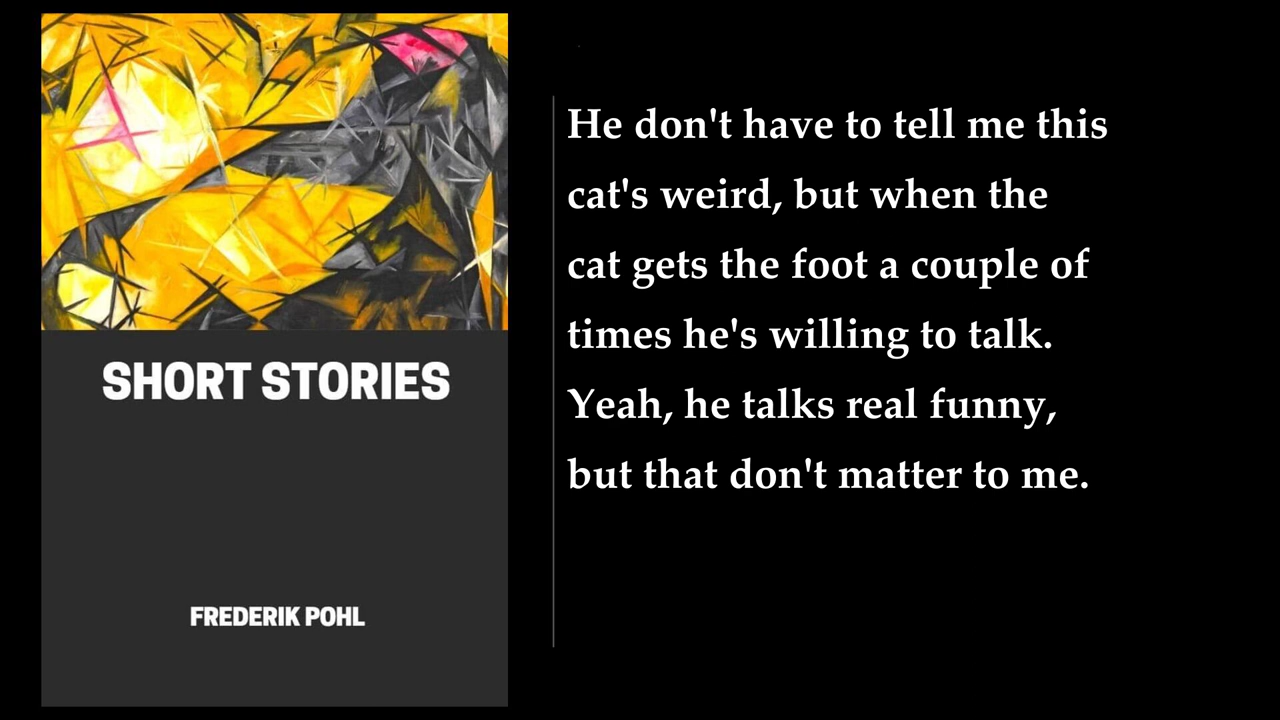 SHORT STORIES
FREDERIK POHL
He don't have to tell me this
cat's weird, but when the
cat gets the foot a couple of
times he's willing to talk.
Yeah, he talks real funny,
but that don't matter to me.